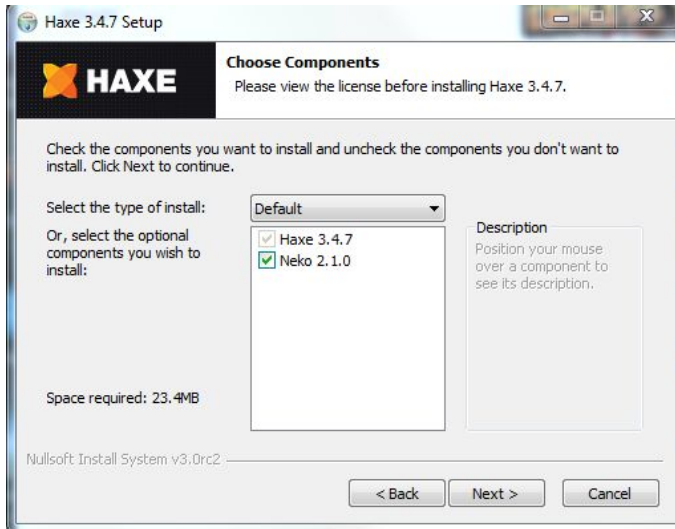 Haxe 3.4.7 Setup
HAXE
Choose Components
Please view the license before installing Haxe 3.4.7.
Check the components you want to install and uncheck the components you don't want to
install. Click Next to continue.
Select the type of install:
Default
Or, select the optional
components you wish to
install:
Haxe 3.4.7
Neko 2.1.0
Description
Position your mouse
over a component to
see its description.
Space required: 23.4MB
Nullsoft Install System v3.0rc2
< Back
Next >
Cancel